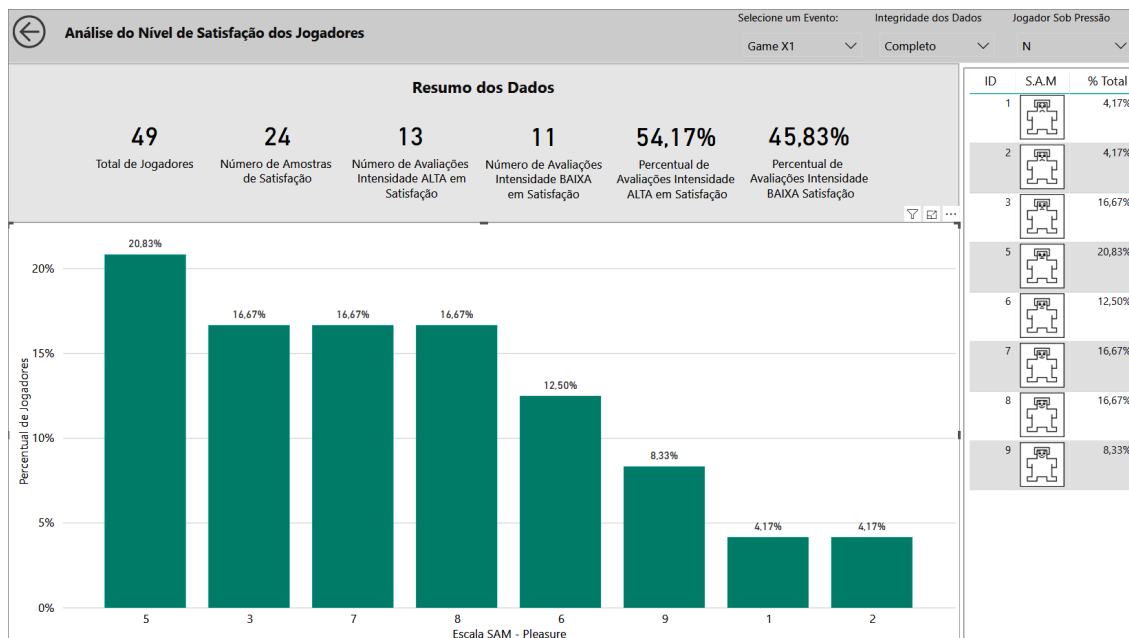 Análise do Nível de Satisfação dos Jogadores
Selecione um Evento:
Game X1
Integridade dos Dados
Completo
Jogador Sob Pressão
N
Resumo dos Dados
49
Total de Jogadores
24
Número de Amostras
de Satisfação
13
Número de Avaliações
Intensidade ALTA em
Satisfação
11
Número de Avaliações
Intensidade BAIXA
em Satisfação
54,17%
Percentual de
Avaliações Intensidade
ALTA em Satisfação
45,83%
Percentual de
Avaliações Intensidade
BAIXA Satisfação
ID S.A.M % Total
1 4,17%
2 4,17%
3 16,67%
5 20,83%
6 12,50%
7 16,67%
8 16,67%
9 8,33%
Percentual de Jogadores
20%
15%
10%
5%
0%
20,83%
16,67%
16,67%
16,67%
12,50%
8,33%
4,17%
4,17%
5 3 7 8 6 9 1 2
Escala SAM - Pleasure